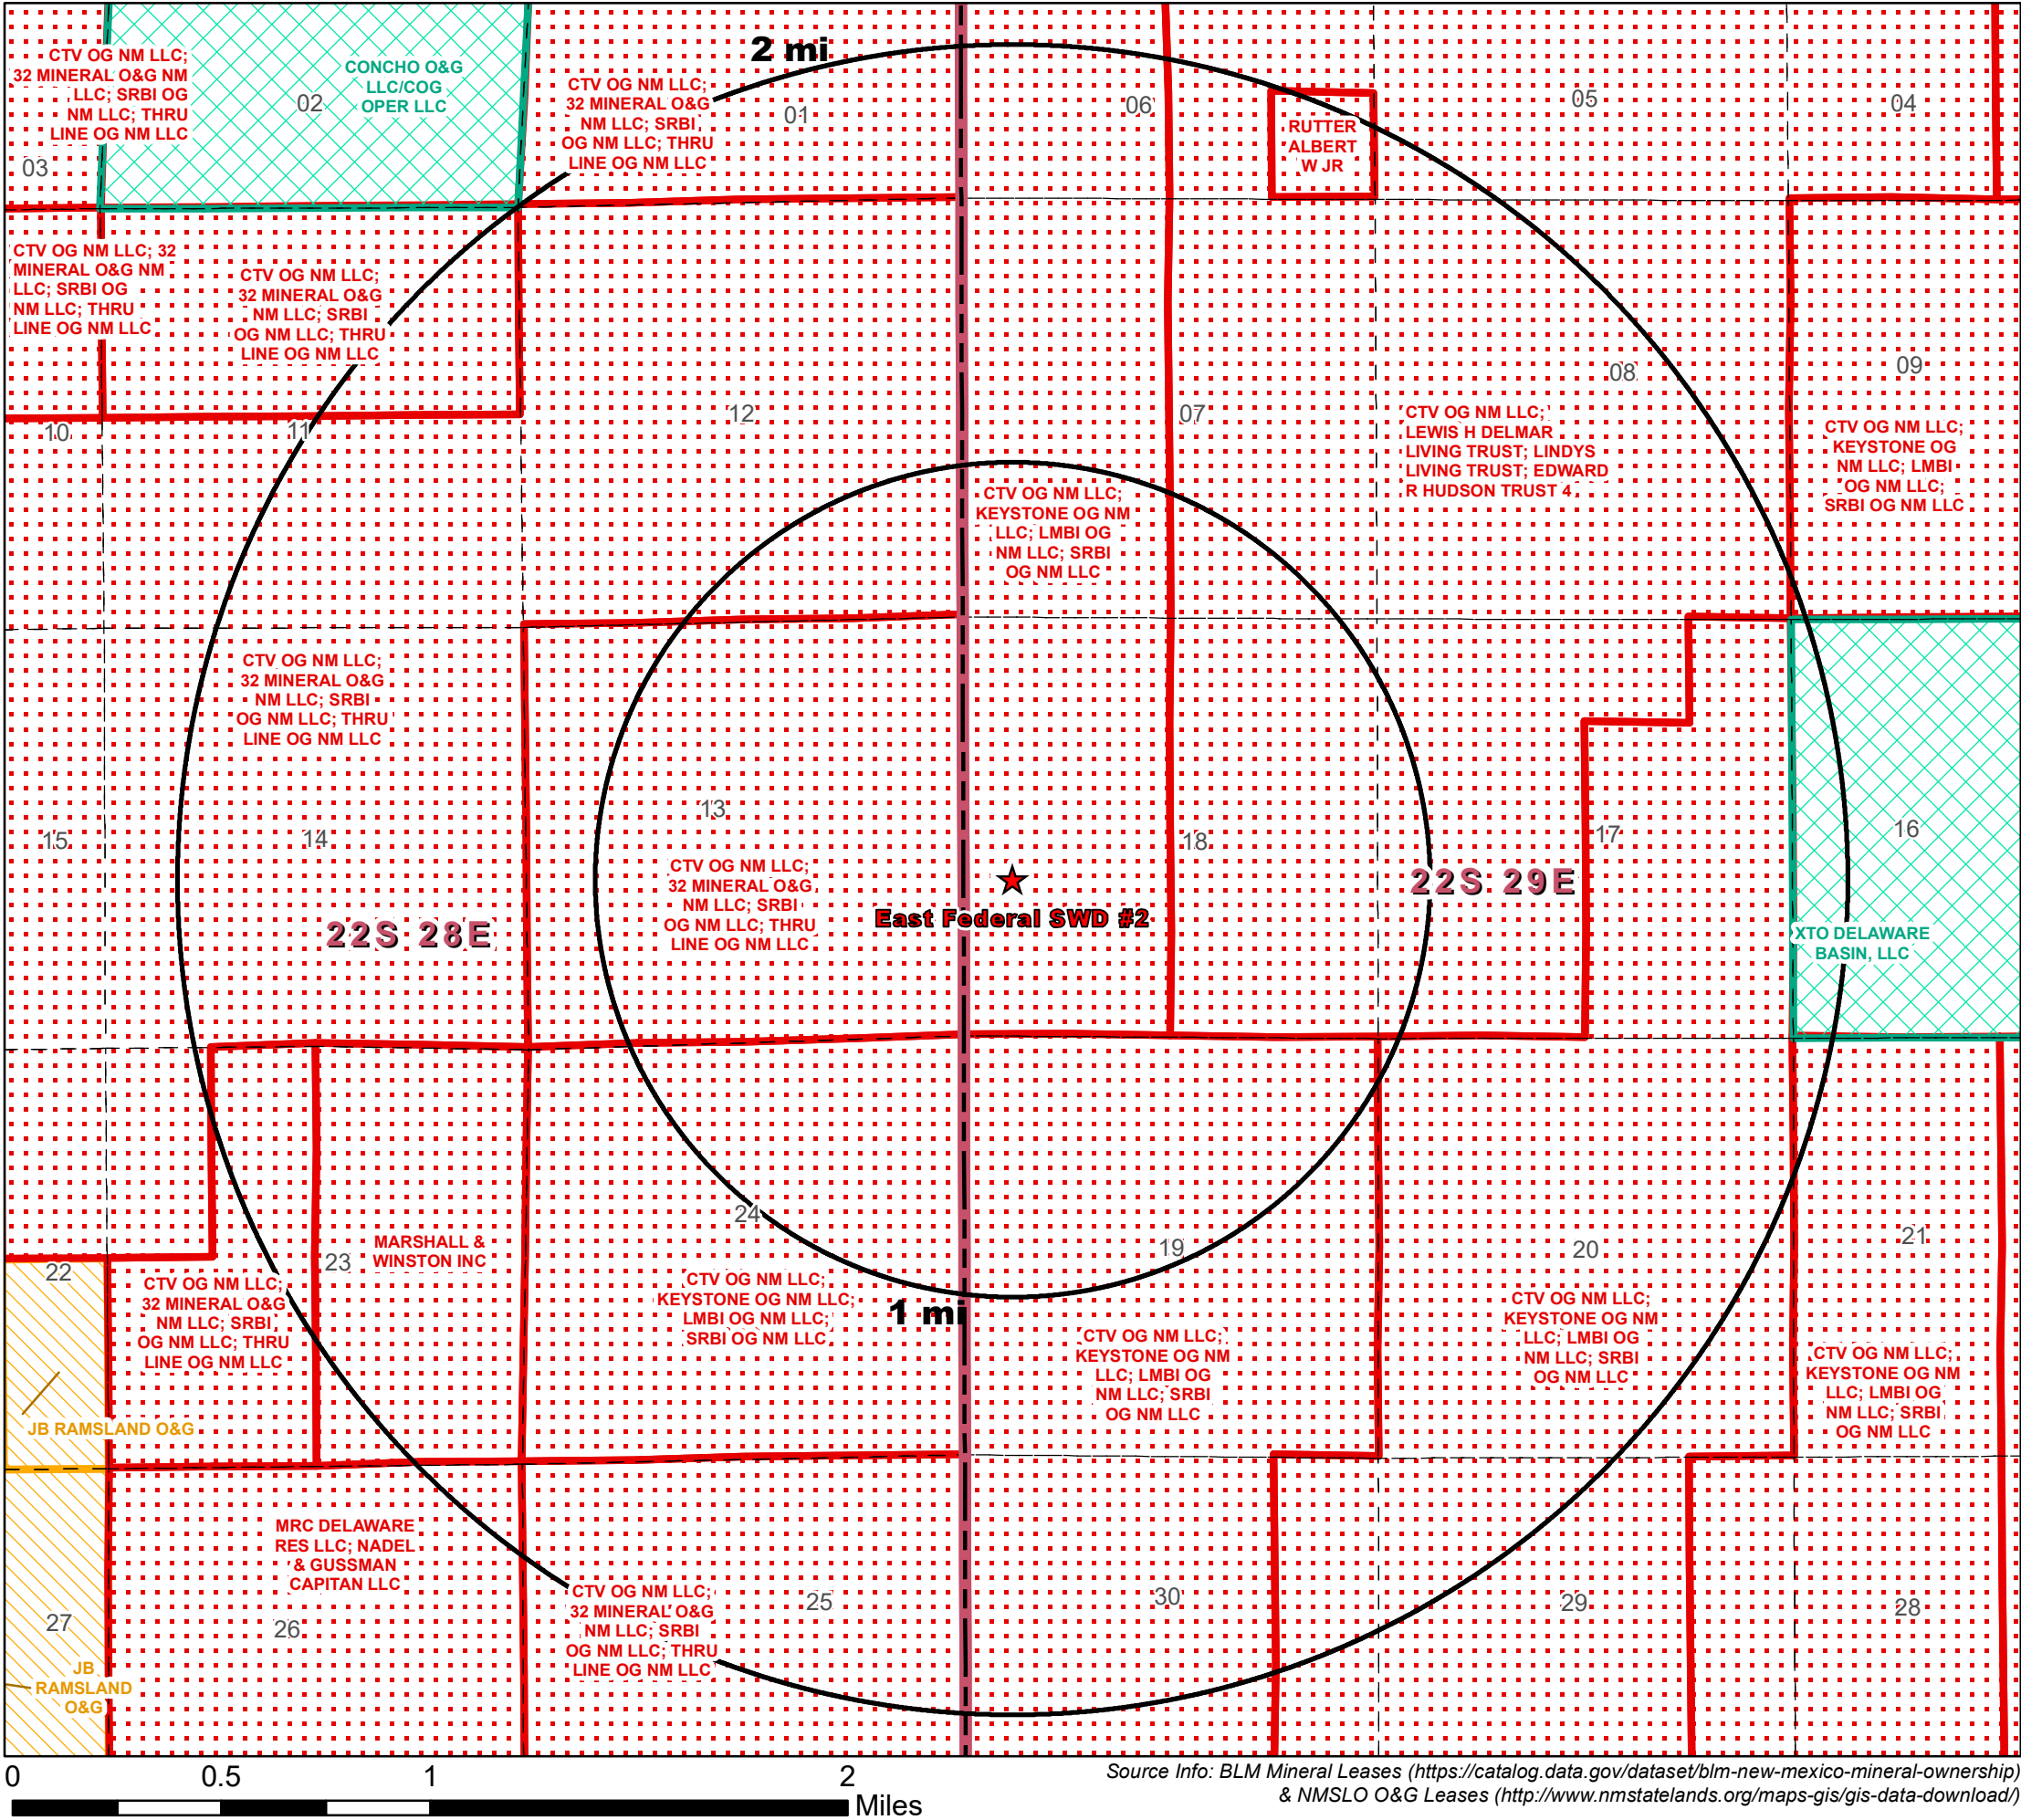 2 mi
CTV OG NM LLC;
32 MINERAL O&G NM
LLC; SRBI OG
NM LLC; THRU
LINE OG NM LLC
03
02
CONCHO O&G
LLC/COG
OPER LLC
CTV OG NM LLC;
32 MINERAL O&G
NM LLC; SRBI
OG NM LLC; THRU
LINE OG NM LLC
01
06
RUTTER
ALBERT
W JR
05
04
CTV OG NM LLC; 32
MINERAL O&G NM
LLC; SRBI OG
NM LLC; THRU
LINE OG NM LLC
CTV OG NM LLC;
32 MINERAL O&G
NM LLC; SRBI
OG NM LLC; THRU
LINE OG NM LLC
10
11
12
07
08
09
CTV OG NM LLC;
LEWIS H DELMAR
LIVING TRUST; LINDYS
LIVING TRUST; EDWARD
R HUDSON TRUST 4
CTV OG NM LLC;
KEYSTONE OG
NM LLC; LMBI
OG NM LLC;
SRBI OG NM LLC
CTV OG NM LLC;
KEYSTONE OG NM
LLC; LMBI OG
NM LLC; SRBI
OG NM LLC
CTV OG NM LLC;
32 MINERAL O&G
NM LLC; SRBI
OG NM LLC; THRU
LINE OG NM LLC
15
14
13
18
17
16
CTV OG NM LLC;
32 MINERAL O&G
NM LLC; SRBI
OG NM LLC; THRU
LINE OG NM LLC
East Federal SWD #2
22S 28E
22S 29E
XTO DELAWARE
BASIN, LLC
22
23
24
19
20
21
MARSHALL &
WINSTON INC
CTV OG NM LLC;
32 MINERAL O&G
NM LLC; SRBI
OG NM LLC; THRU
LINE OG NM LLC
CTV OG NM LLC;
KEYSTONE OG NM LLC;
LMBI OG NM LLC;
SRBI OG NM LLC
1 mi
CTV OG NM LLC;
KEYSTONE OG NM
LLC; LMBI OG
NM LLC; SRBI
OG NM LLC
CTV OG NM LLC;
KEYSTONE OG NM
LLC; LMBI OG
NM LLC; SRBI
OG NM LLC
CTV OG NM LLC;
KEYSTONE OG NM
LLC; LMBI OG
NM LLC; SRBI
OG NM LLC
JB RAMSLAND O&G
MRC DELAWARE
RES LLC; NADEL
& GUSSMAN
CAPITAN LLC
CTV OG NM LLC;
32 MINERAL O&G
NM LLC; SRBI
OG NM LLC; THRU
LINE OG NM LLC
27
26
25
30
29
28
JB
RAMSLAND
O&G
0 0.5 1 2
Miles
Source Info: BLM Mineral Leases (https://catalog.data.gov/dataset/blm-new-mexico-mineral-ownership)
& NMSLO O&G Leases (http://www.nmstatelands.org/maps-gis/gis-data-download/)